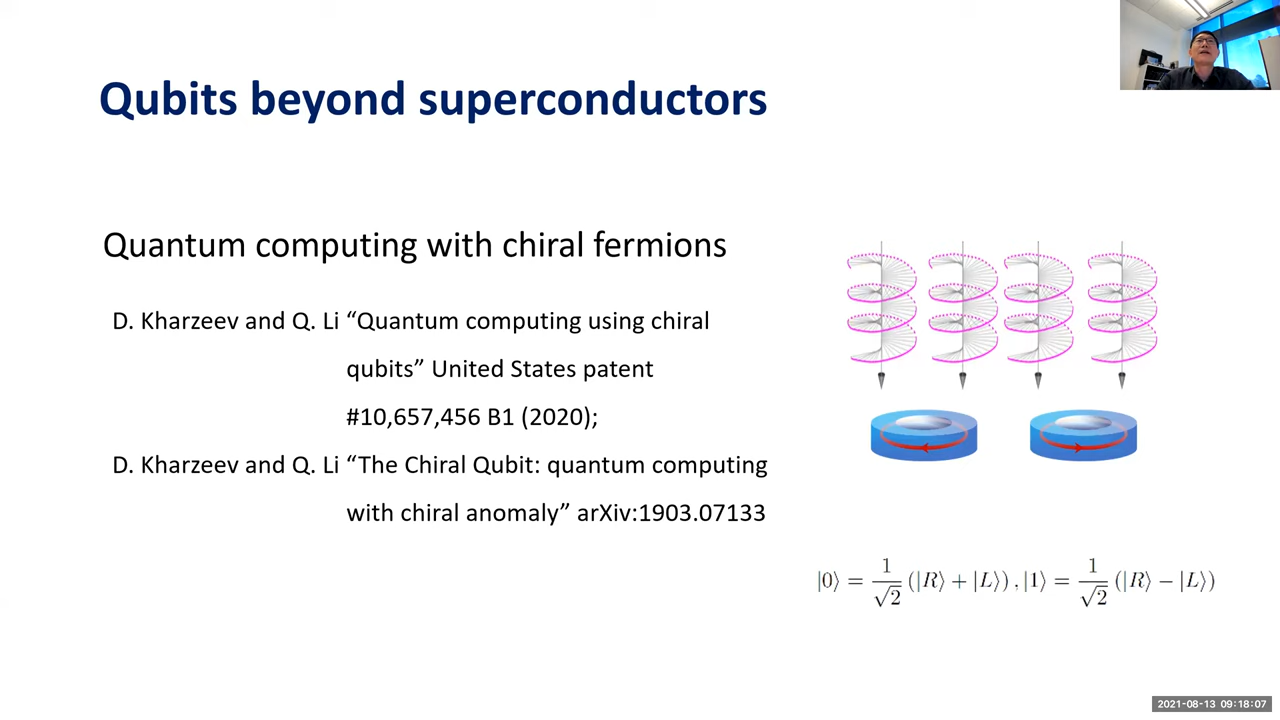 Qubits beyond superconductors
Quantum computing with chiral fermions
D. Kharzeev and Q. Li “Quantum computing using chiral
qubits” United States patent
#10,657,456 B1 (2020);
D. Kharzeev and Q. Li “The Chiral Qubit: quantum computing
with chiral anomaly” arXiv:1903.07133
|0⟩ = 1/√2 (|R⟩ + |L⟩) , |1⟩ = 1/√2 (|R⟩ − |L⟩)
2021-08-13 09:18:07